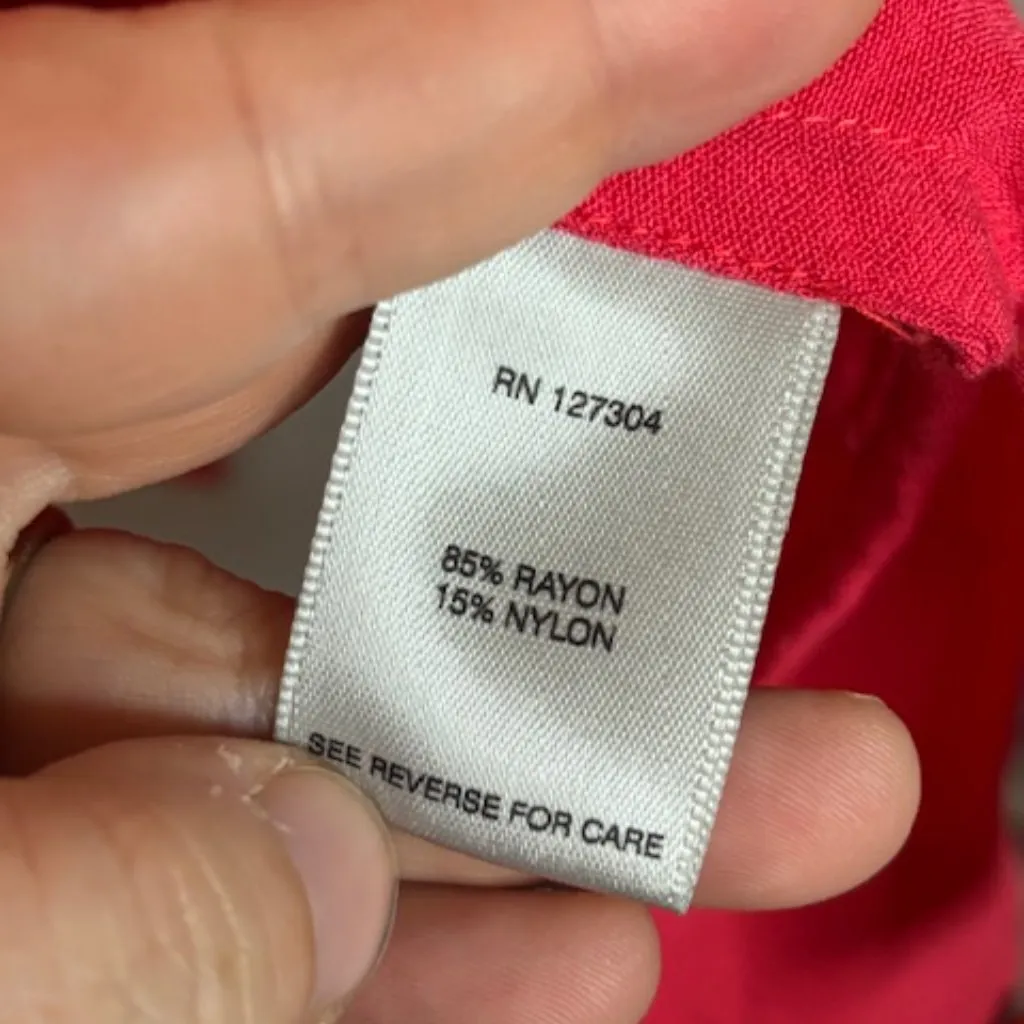 RN 127304
85% RAYON
15% NYLON
SEE REVERSE FOR CARE